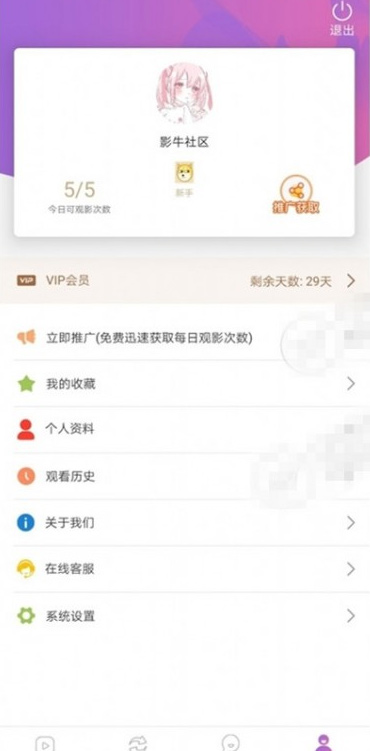 退出
影牛社区
5/5
今日可观影次数
新手
推广获取
VIP
VIP会员
剩余天数: 29天
立即推广(免费迅速获取每日观影次数)
我的收藏
个人资料
观看历史
关于我们
在线客服
系统设置